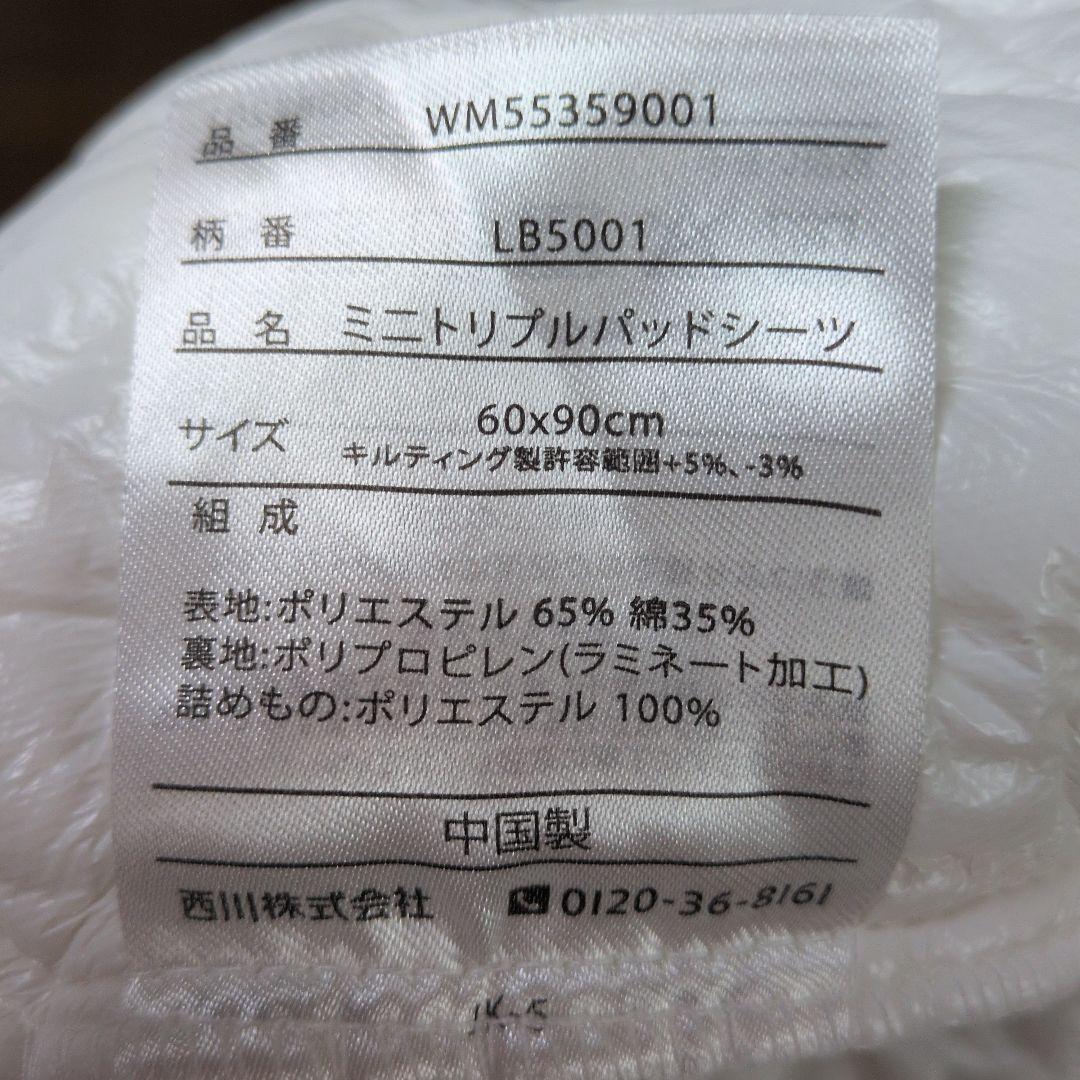 品番 WM55359001
柄番 LB5001
品名 ミニトリプルパッドシーツ
サイズ 60x90cm
キルティング製許容範囲+5%、-3%
組成
表地:ポリエステル 65% 綿35%
裏地:ポリプロピレン(ラミネート加工)
詰めもの:ポリエステル 100%
中国製
西川株式会社 0120-36-8161